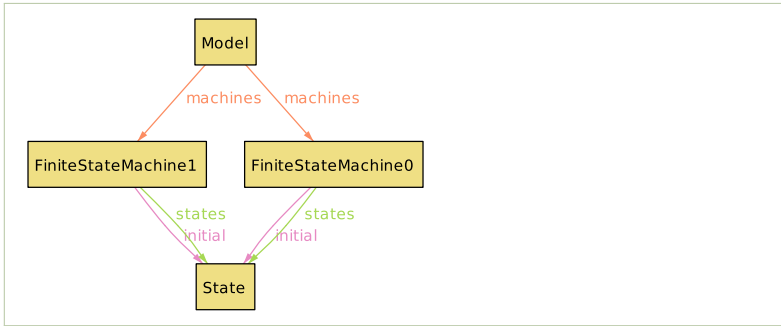 Model
machines machines
FiniteStateMachine1 FiniteStateMachine0
states states
initial initial
State